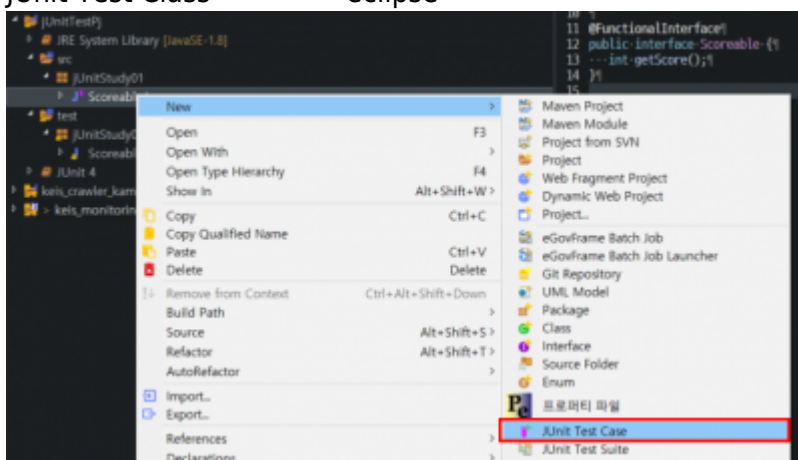 jUnit Test Class
eclipse
jUnitTestPj
JRE System Library [JavaSE-1.8]
src
jUnitStudy01
test
JUnit 4
11 @FunctionalInterface
12 public interface Scoreable {
13 int getScore();
14 }
15
New
Open F3
Open With
Open Type Hierarchy F4
Show In Alt+Shift+W
Copy Ctrl+C
Copy Qualified Name
Paste Ctrl+V
Delete Delete
Remove from Context Ctrl+Alt+Shift+Down
Build Path
Source Alt+Shift+S
Refactor Alt+Shift+T
AutoRefactor
Import...
Export...
References
Declarations
Maven Project
Maven Module
Project from SVN
Project
Web Fragment Project
Dynamic Web Project
Project...
eGovFrame Batch Job
eGovFrame Batch Job Launcher
Git Repository
UML Model
Package
Class
Interface
Source Folder
Enum
프로퍼티 파일
JUnit Test Case
JUnit Test Suite